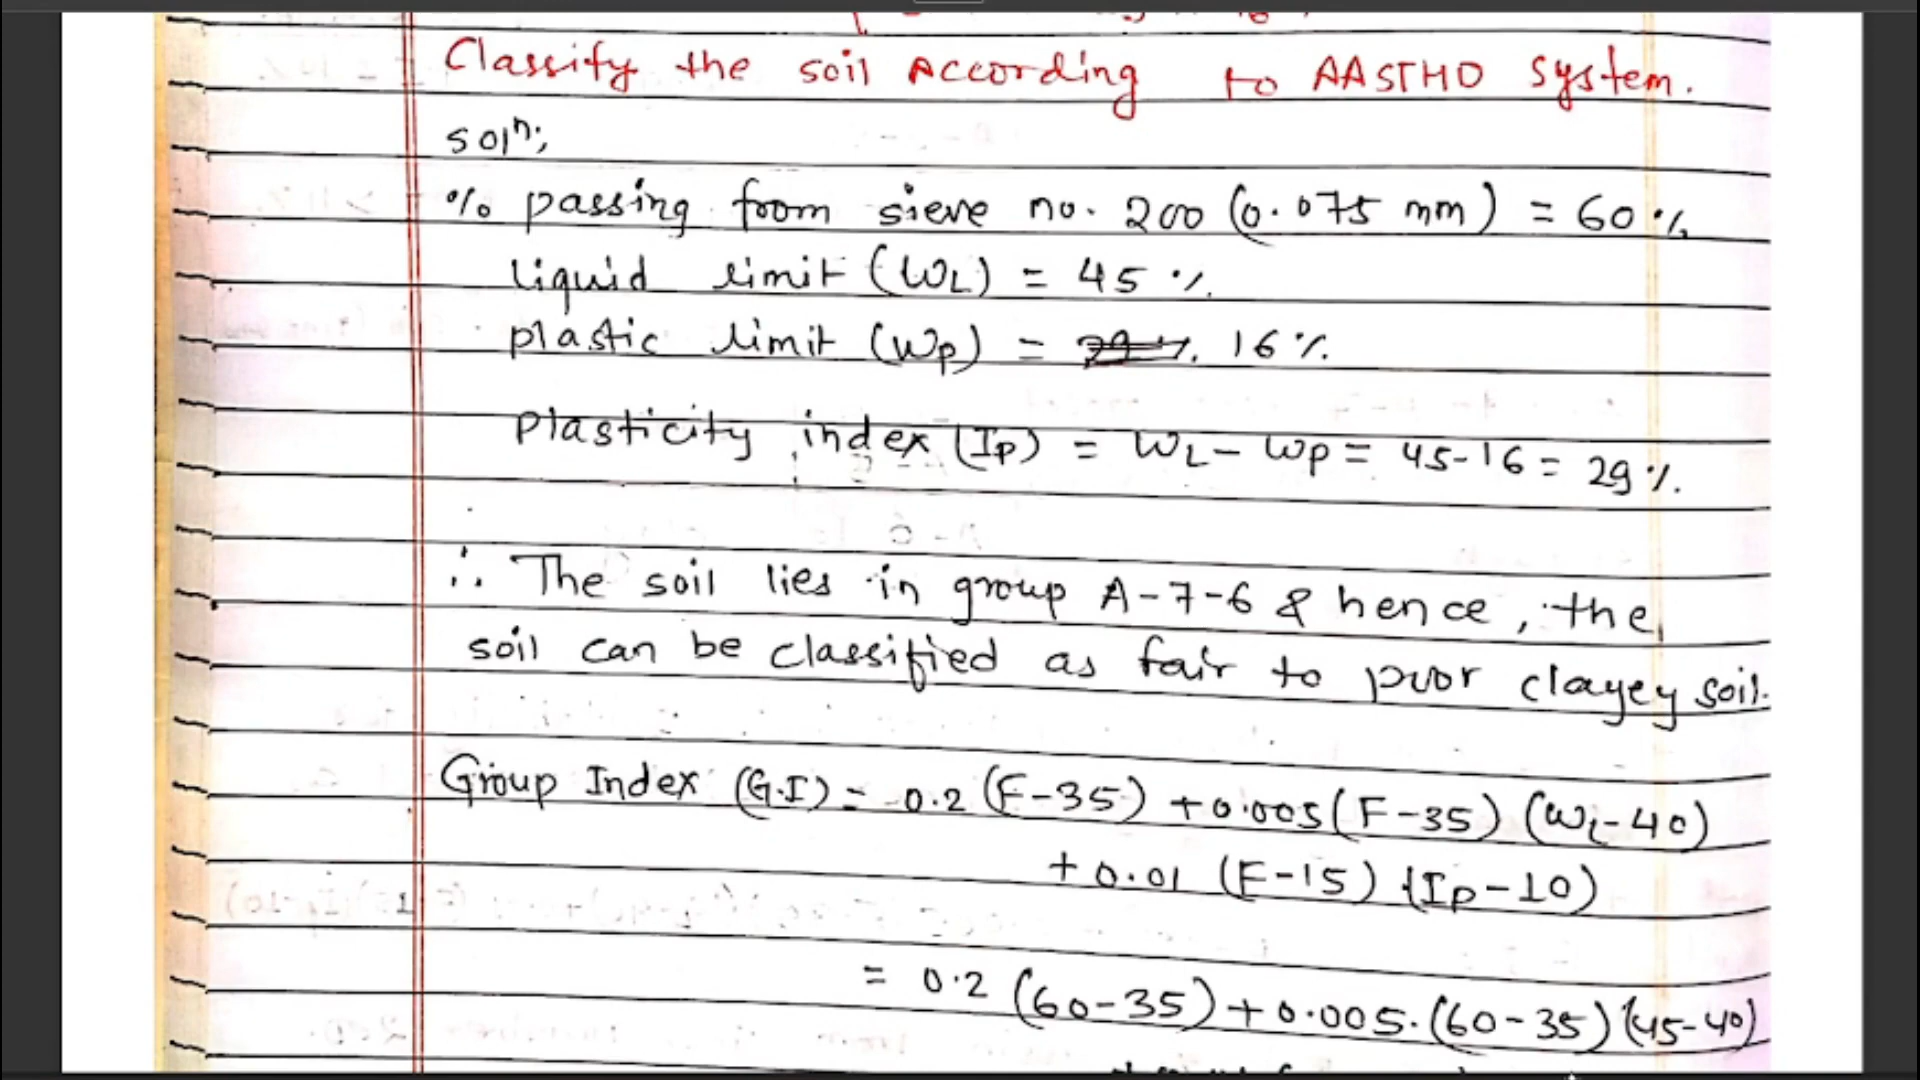 Classify the soil According to AASTHO system.
solⁿ;
% passing from sieve no. 200 (0.075 mm) = 60 %
liquid limit (WL) = 45 %.
plastic limit (Wp) = 16 %.
Plasticity index (Ip) = WL - Wp = 45-16 = 29 %.
∴ The soil lies in group A-7-6 & hence, the
soil can be classified as fair to poor clayey soil.
Group Index (G.I) = 0.2 (F-35) + 0.005 (F-35) (WL-40)
+ 0.01 (F-15) (Ip-10)
= 0.2 (60-35) + 0.005. (60-35) (45-40)